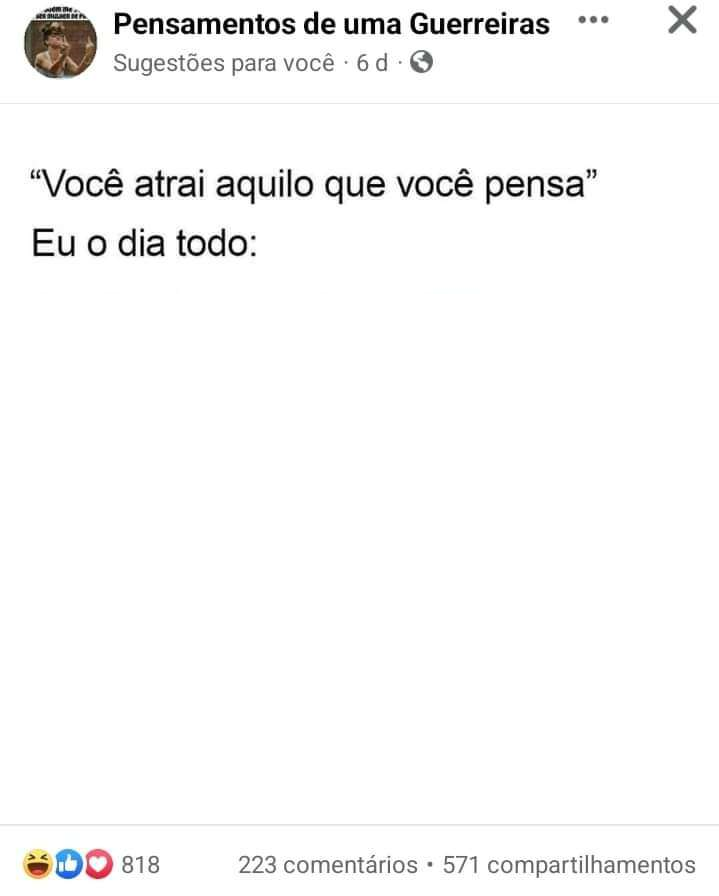 Pensamentos de uma Guerreiras
Sugestões para você · 6 d ·
“Você atrai aquilo que você pensa”
Eu o dia todo:
818
223 comentários • 571 compartilhamentos